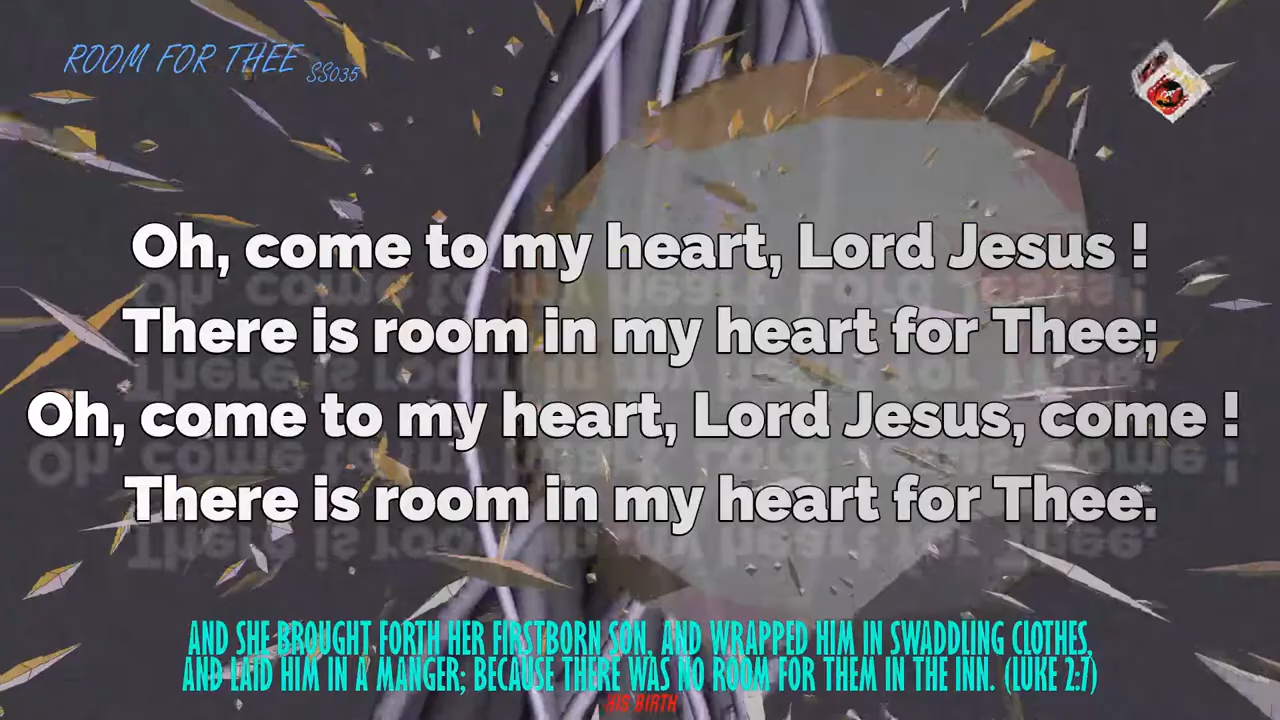 ROOM FOR THEE SS035
Oh, come to my heart, Lord Jesus !
There is room in my heart for Thee;
Oh, come to my heart, Lord Jesus, come !
There is room in my heart for Thee.
AND SHE BROUGHT FORTH HER FIRSTBORN SON, AND WRAPPED HIM IN SWADDLING CLOTHES,
AND LAID HIM IN A MANGER; BECAUSE THERE WAS NO ROOM FOR THEM IN THE INN. (LUKE 2:7)
HIS BIRTH